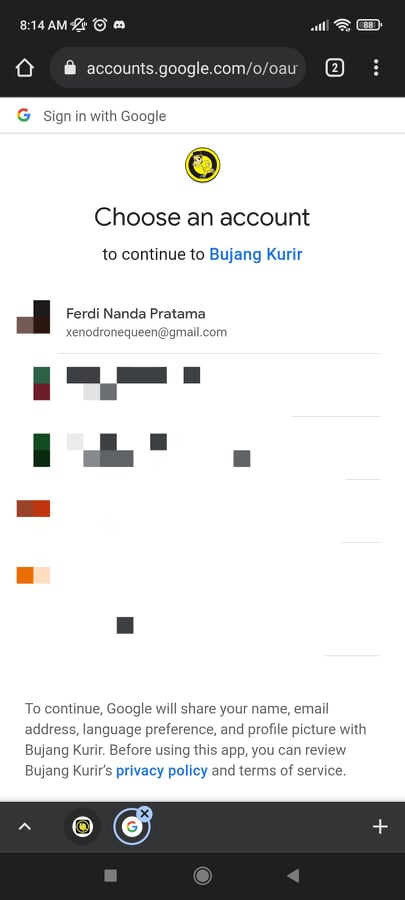 8:14 AM
88
accounts.google.com/o/oau
2
Sign in with Google
Choose an account
to continue to Bujang Kurir
Ferdi Nanda Pratama
xenodronequeen@gmail.com
To continue, Google will share your name, email
address, language preference, and profile picture with
Bujang Kurir. Before using this app, you can review
Bujang Kurir's privacy policy and terms of service.